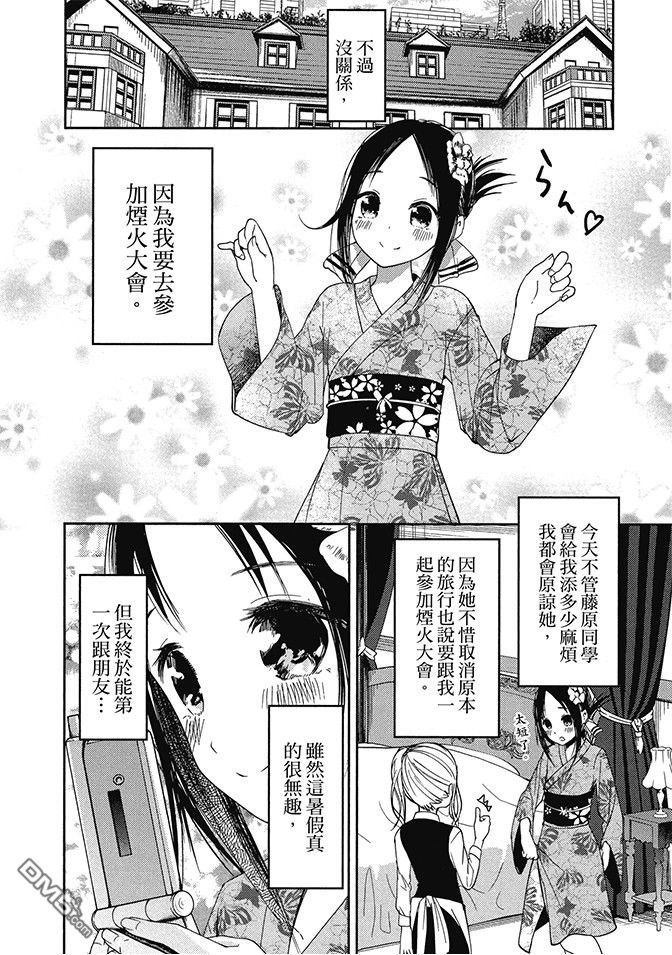 不過
沒關係，
らん♡
因為我要去參
加煙火大會。
今天不管藤原同學
會給我添多少麻煩
我都會原諒她，
因為她不惜取消原本
的旅行也說要跟我一
起參加煙火大會。
太短了。
雖然這暑假真
的很無趣，
但我終於能第
一次跟朋友…
DM5.com